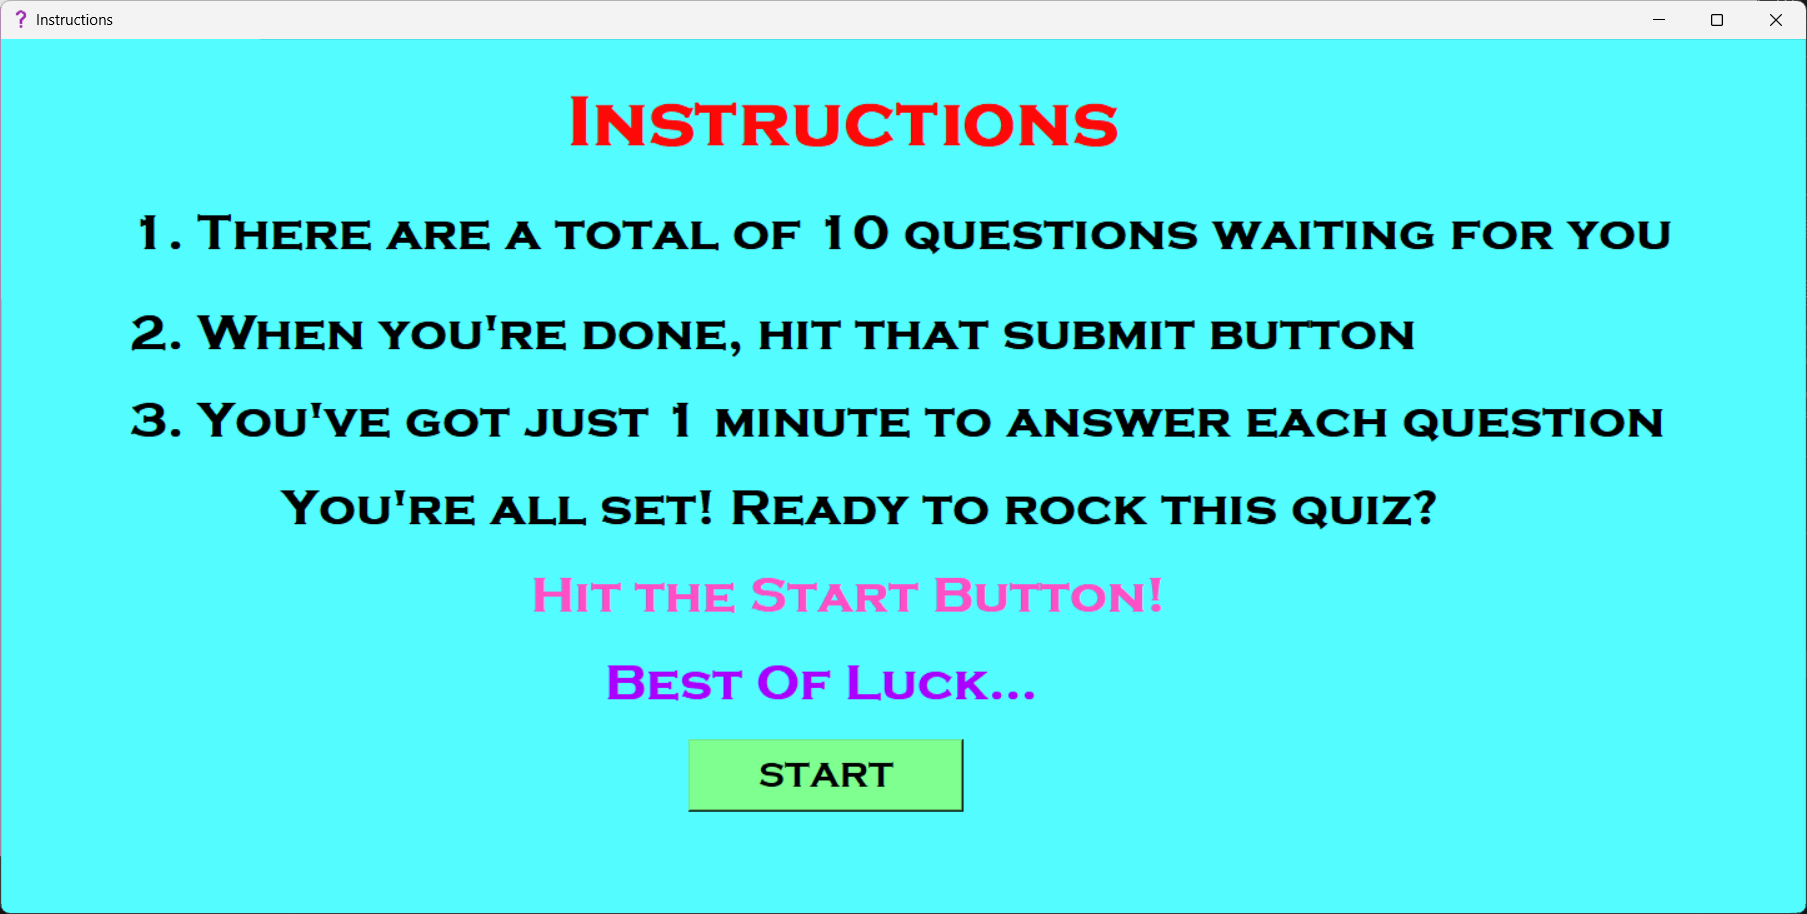 Instructions
Instructions
1. There are a total of 10 questions waiting for you
2. When you're done, hit that submit button
3. You've got just 1 minute to answer each question
You're all set! Ready to rock this quiz?
Hit the Start Button!
Best Of Luck...
START